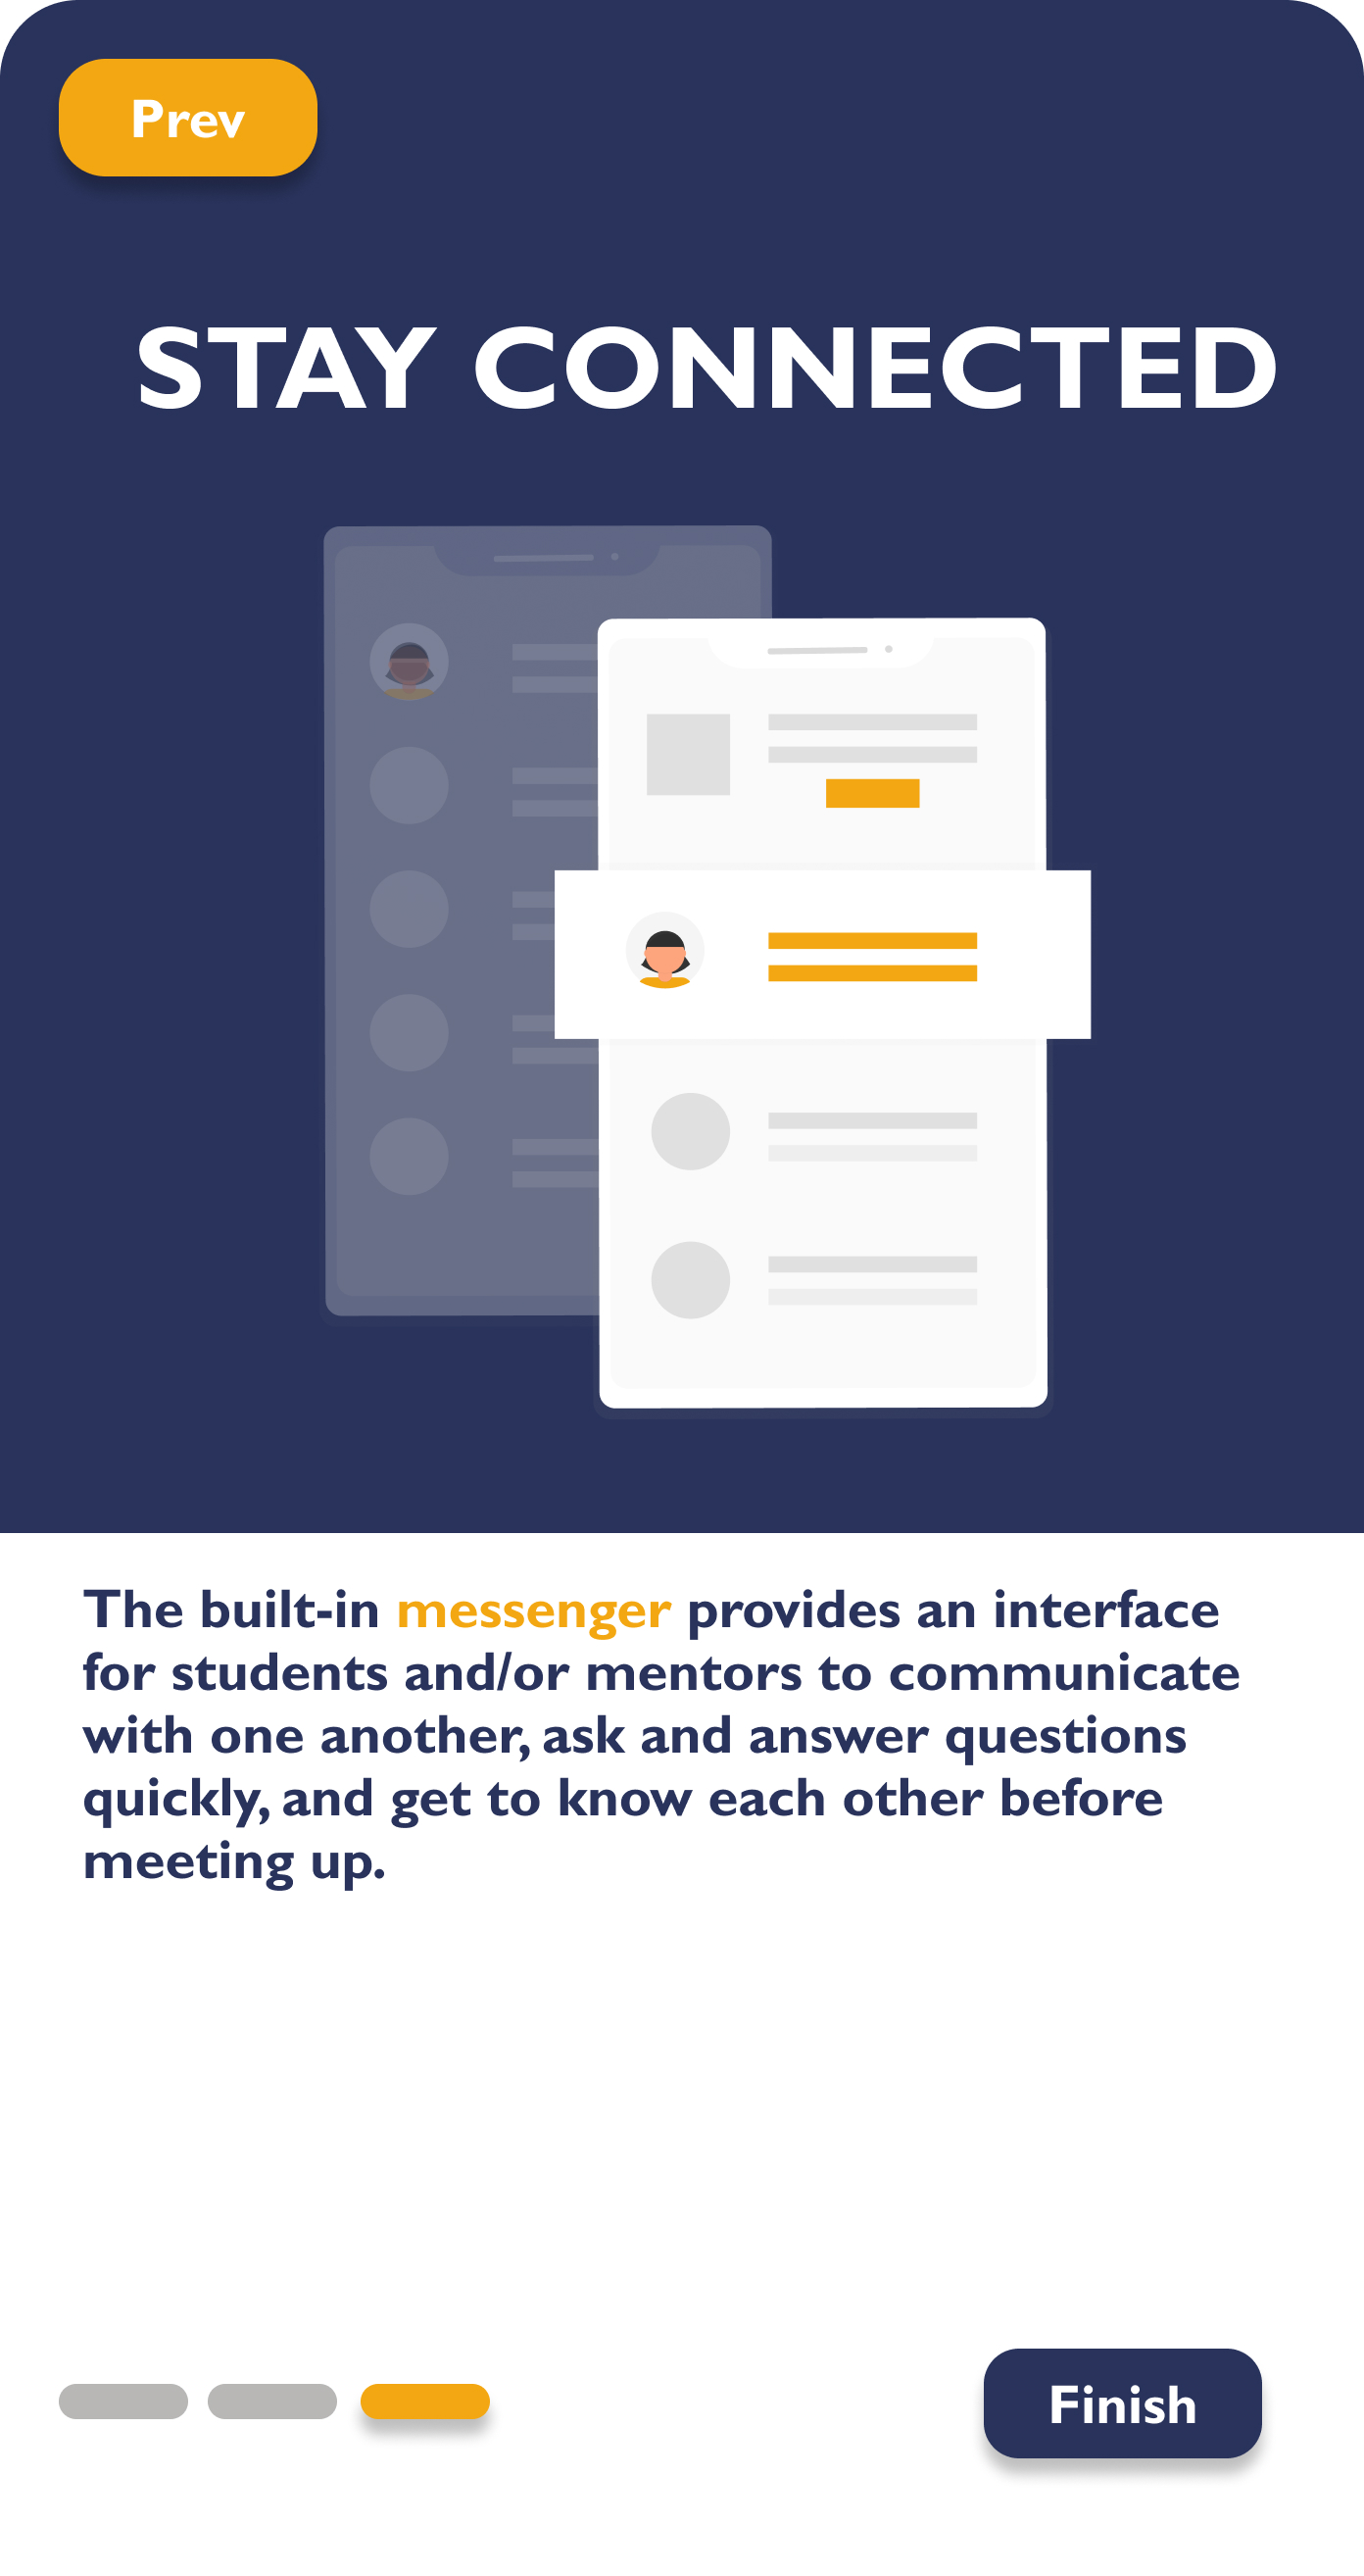 Prev
STAY CONNECTED
The built-in messenger provides an interface
for students and/or mentors to communicate
with one another, ask and answer questions
quickly, and get to know each other before
meeting up.
Finish